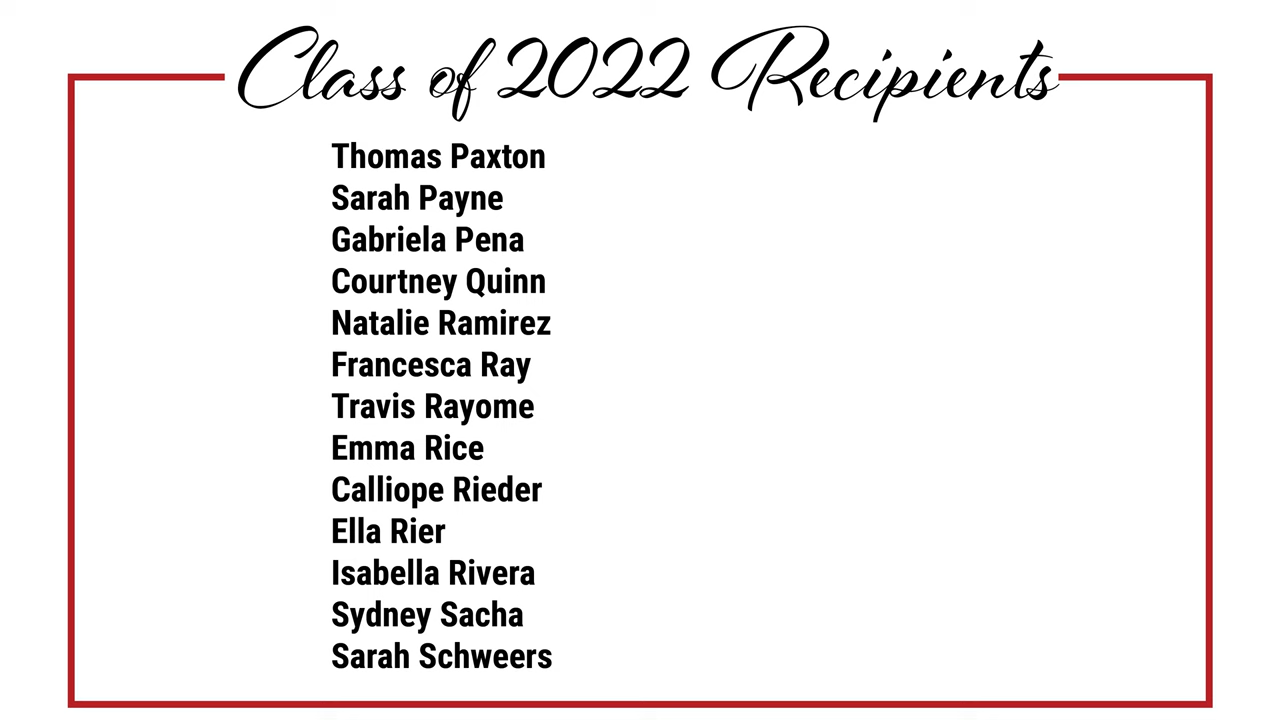 Class of 2022 Recipients
Thomas Paxton
Sarah Payne
Gabriela Pena
Courtney Quinn
Natalie Ramirez
Francesca Ray
Travis Rayome
Emma Rice
Calliope Rieder
Ella Rier
Isabella Rivera
Sydney Sacha
Sarah Schweers